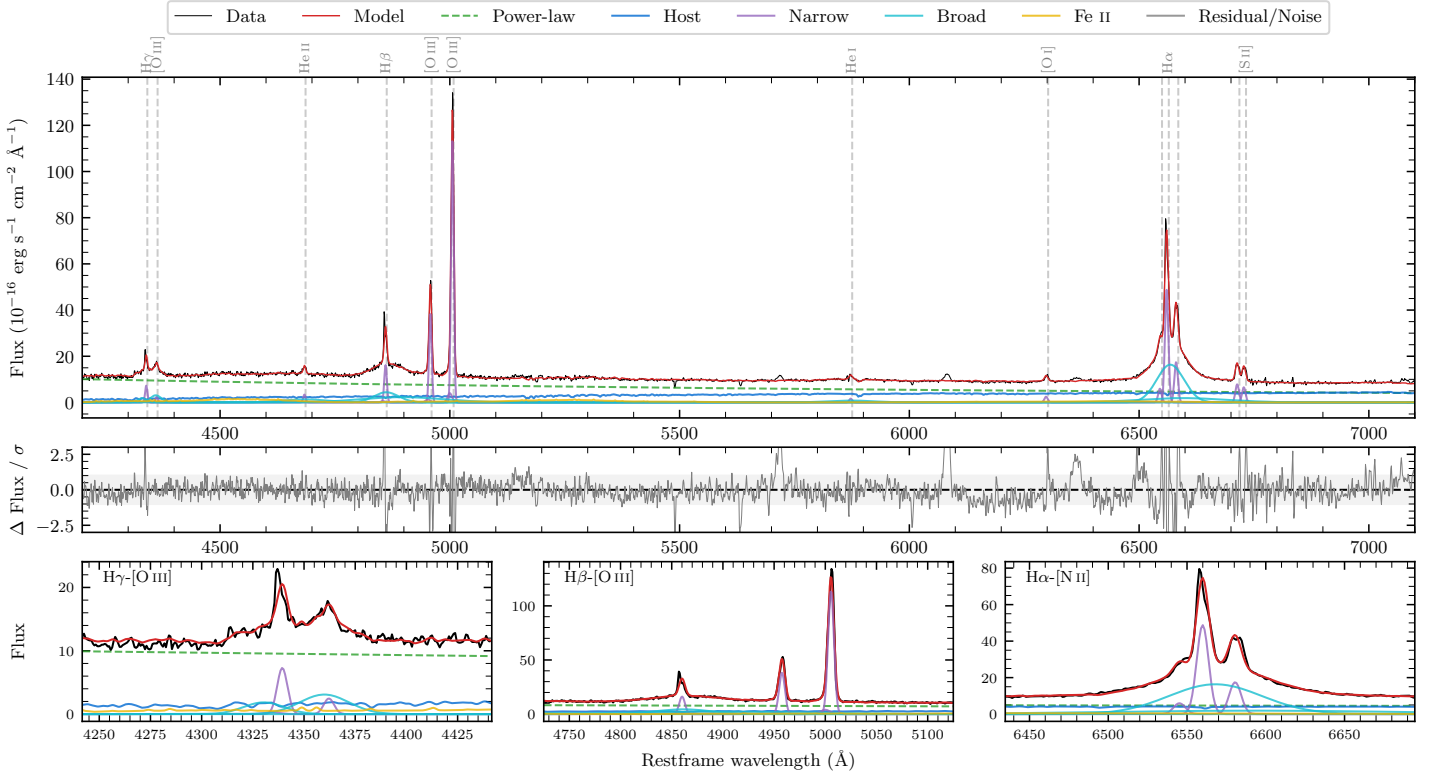 Data Model Power-law Host Narrow Broad Fe II Residual/Noise
Hγ [O III] He II Hβ [O III] [O III] He I [O I] Hα [S II]
Flux (10⁻¹⁶ erg s⁻¹ cm⁻² Å⁻¹)
140
120
100
80
60
40
20
0
4500 5000 5500 6000 6500 7000
Δ Flux / σ
2.5
0.0
−2.5
4500 5000 5500 6000 6500 7000
Flux
Hγ-[O III]
20
10
0
4250 4275 4300 4325 4350 4375 4400 4425
Hβ-[O III]
100
50
0
4750 4800 4850 4900 4950 5000 5050 5100
Hα-[N II]
80
60
40
20
0
6450 6500 6550 6600 6650
Restframe wavelength (Å)